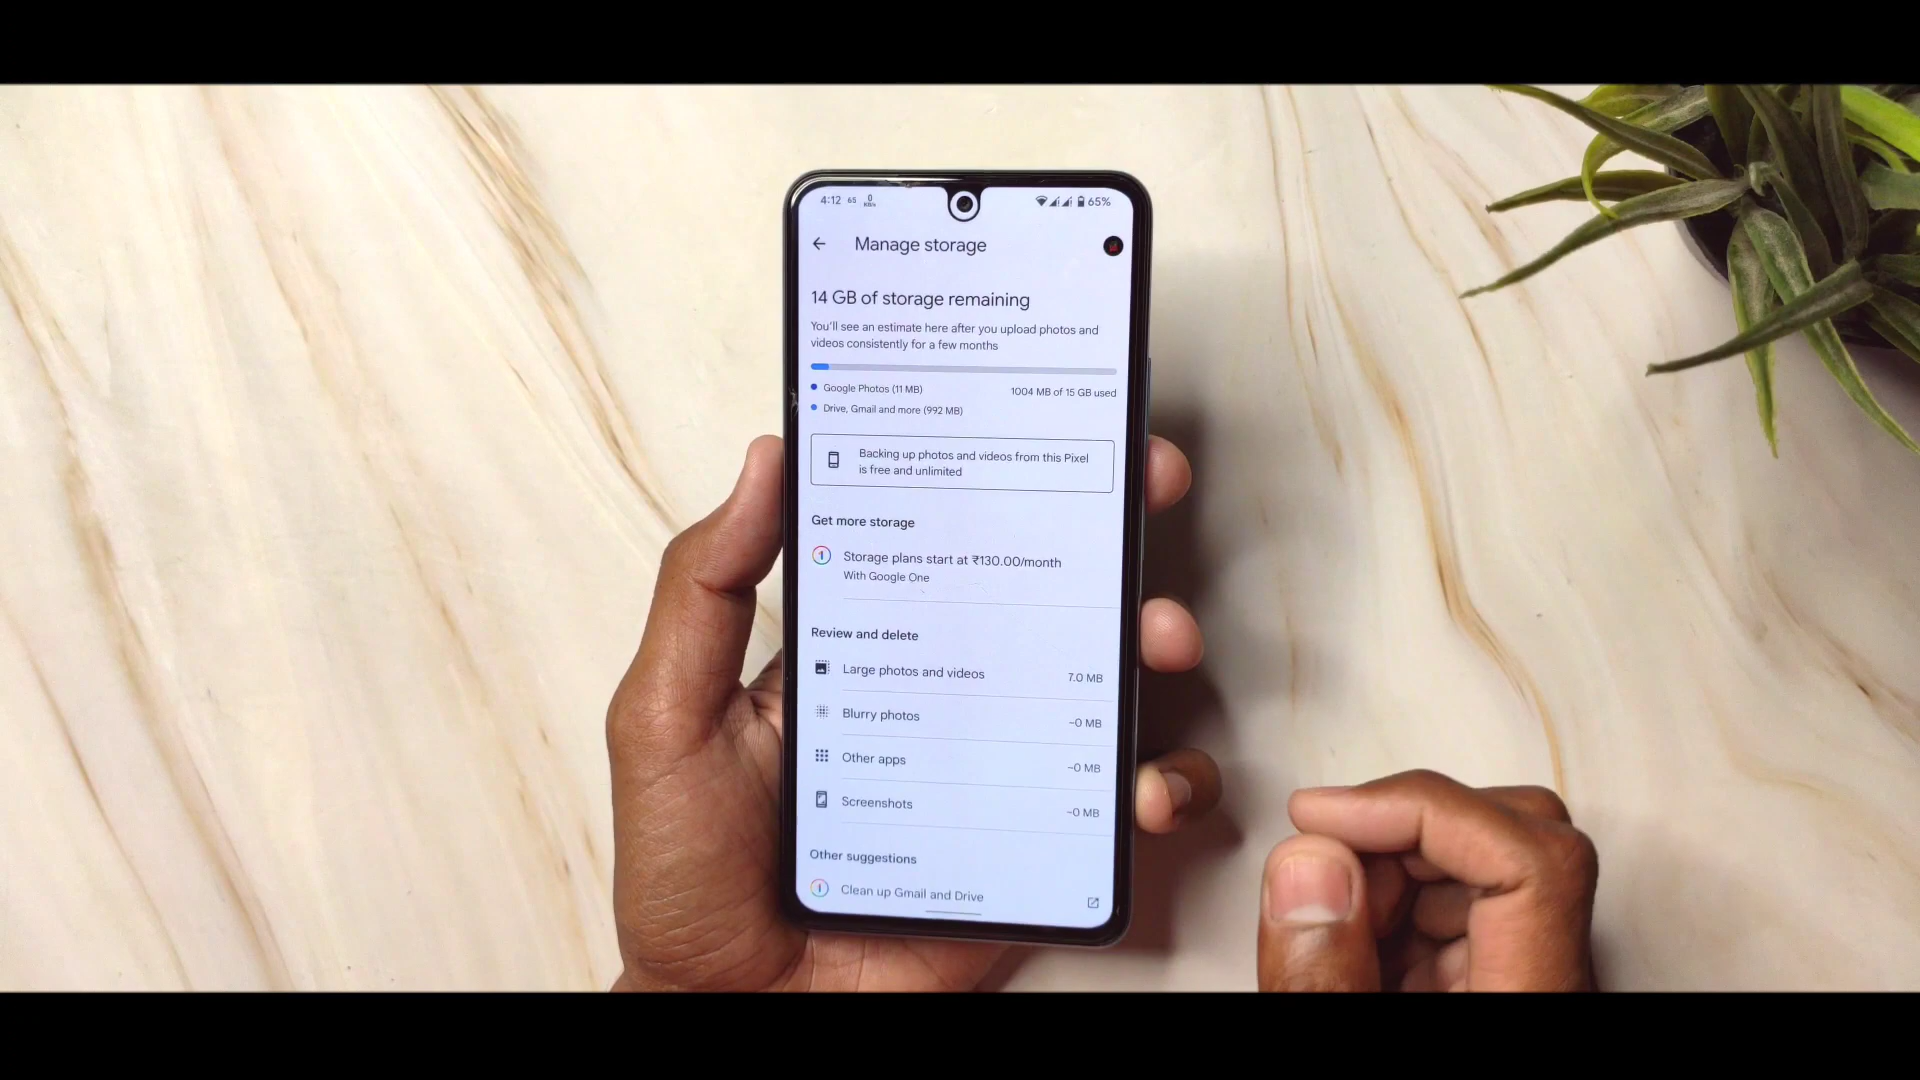 4:12 65 0 KB/s 65%
Manage storage
14 GB of storage remaining
You'll see an estimate here after you upload photos and
videos consistently for a few months
Google Photos (11 MB) 1004 MB of 15 GB used
Drive, Gmail and more (992 MB)
Backing up photos and videos from this Pixel
is free and unlimited
Get more storage
1 Storage plans start at ₹130.00/month
With Google One
Review and delete
Large photos and videos 7.0 MB
Blurry photos ~0 MB
Other apps ~0 MB
Screenshots ~0 MB
Other suggestions
1 Clean up Gmail and Drive